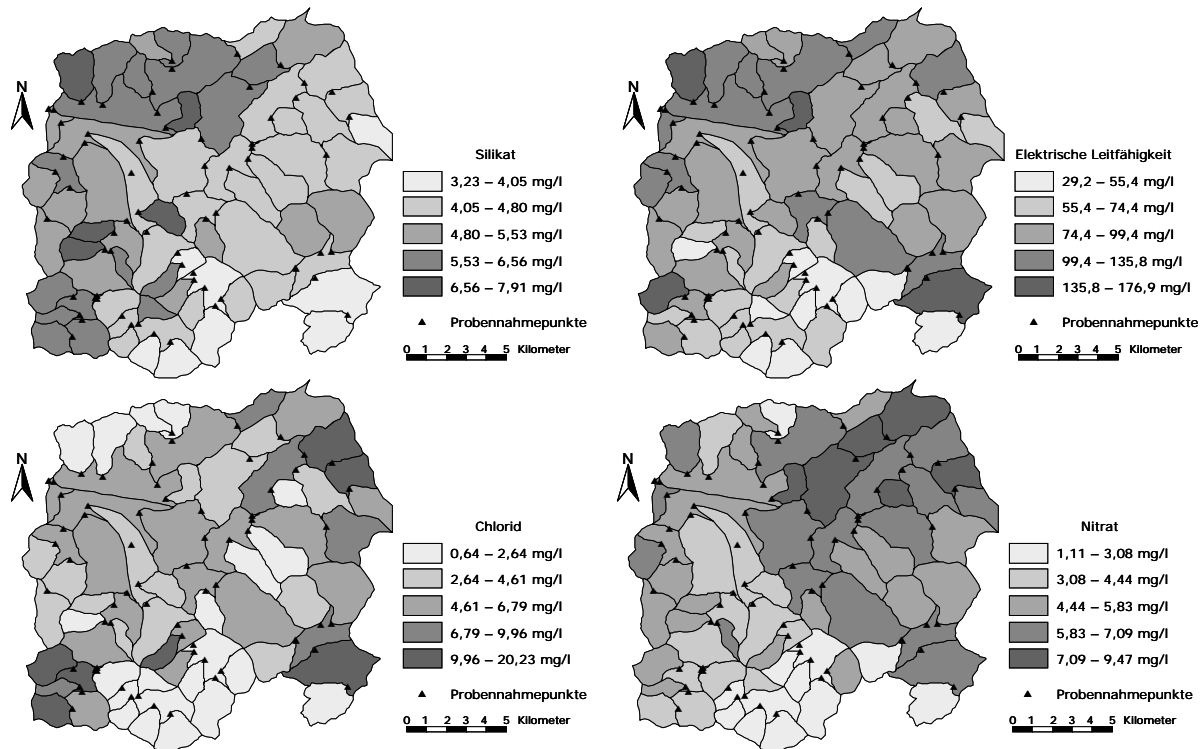 N
Silikat
3,23 – 4,05 mg/l
4,05 – 4,80 mg/l
4,80 – 5,53 mg/l
5,53 – 6,56 mg/l
6,56 – 7,91 mg/l
Probennahmepunkte
0 1 2 3 4 5 Kilometer
N
Elektrische Leitfähigkeit
29,2 – 55,4 mg/l
55,4 – 74,4 mg/l
74,4 – 99,4 mg/l
99,4 – 135,8 mg/l
135,8 – 176,9 mg/l
Probennahmepunkte
0 1 2 3 4 5 Kilometer
N
Chlorid
0,64 – 2,64 mg/l
2,64 – 4,61 mg/l
4,61 – 6,79 mg/l
6,79 – 9,96 mg/l
9,96 – 20,23 mg/l
Probennahmepunkte
0 1 2 3 4 5 Kilometer
N
Nitrat
1,11 – 3,08 mg/l
3,08 – 4,44 mg/l
4,44 – 5,83 mg/l
5,83 – 7,09 mg/l
7,09 – 9,47 mg/l
Probennahmepunkte
0 1 2 3 4 5 Kilometer